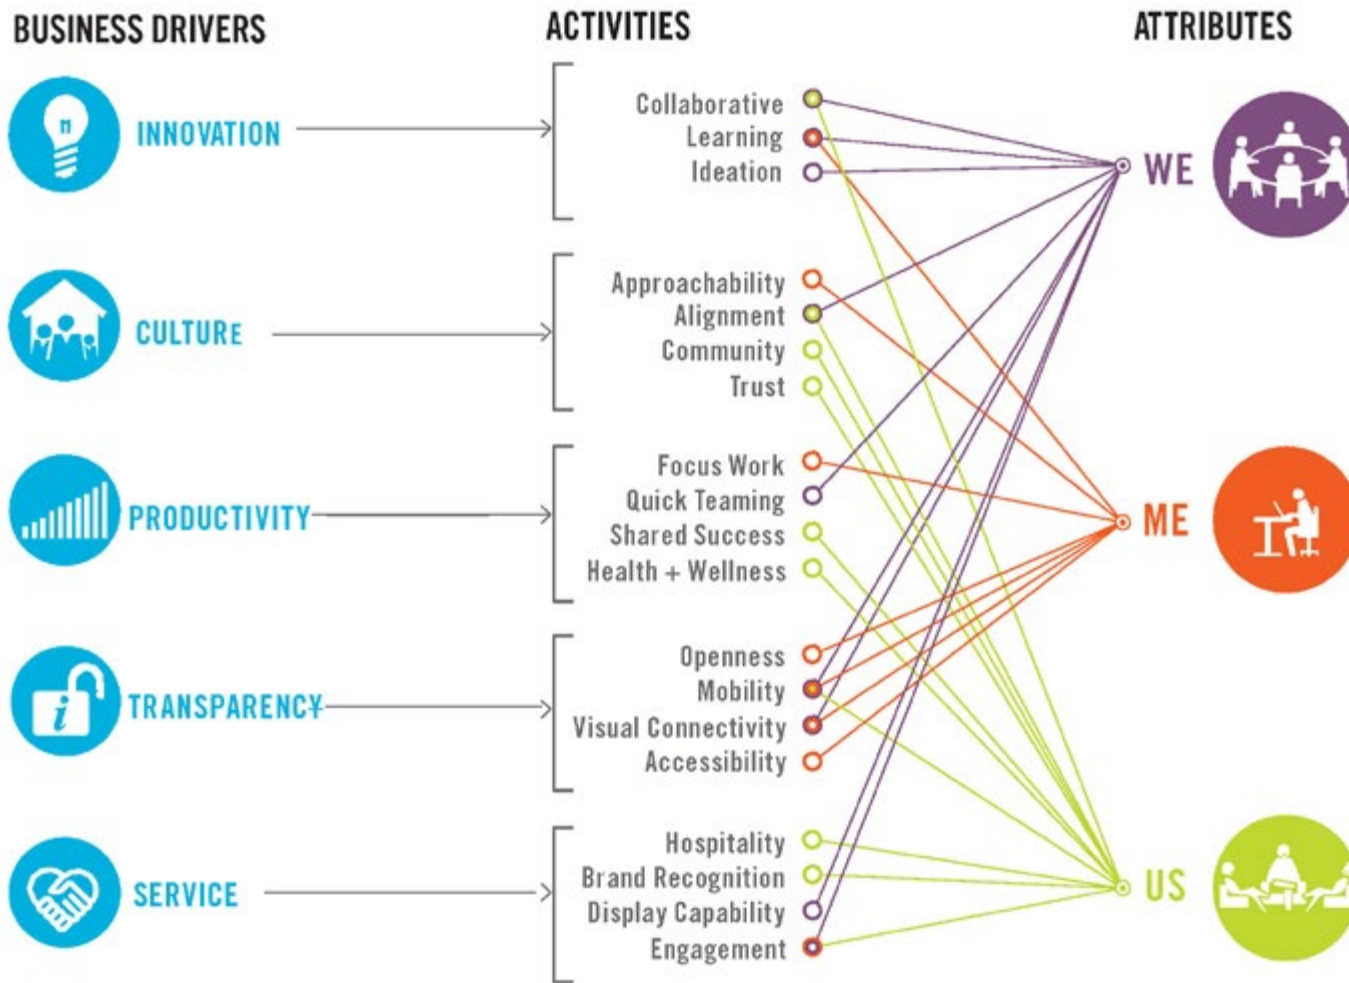 BUSINESS DRIVERS
ACTIVITIES
ATTRIBUTES
INNOVATION
Collaborative
Learning
Ideation
WE
CULTURE
Approachability
Alignment
Community
Trust
PRODUCTIVITY
Focus Work
Quick Teaming
Shared Success
Health + Wellness
ME
i
TRANSPARENCY
Openness
Mobility
Visual Connectivity
Accessibility
SERVICE
Hospitality
Brand Recognition
Display Capability
Engagement
US